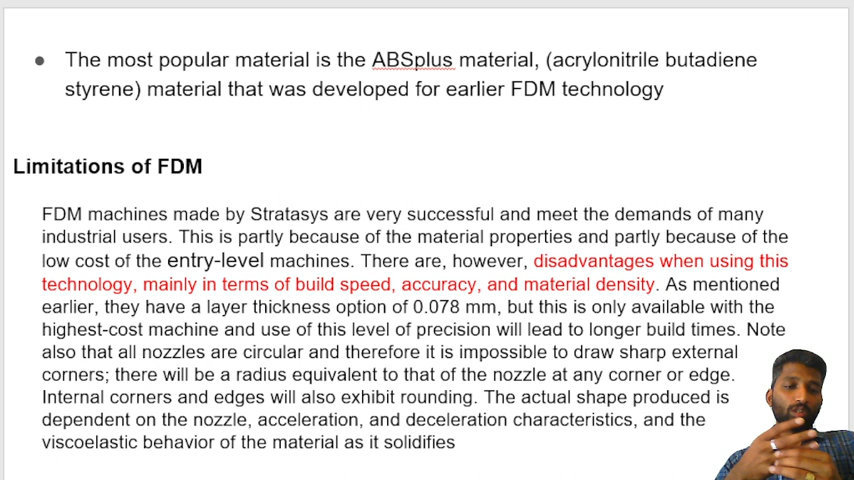 ● The most popular material is the ABSplus material, (acrylonitrile butadiene
styrene) material that was developed for earlier FDM technology
Limitations of FDM
FDM machines made by Stratasys are very successful and meet the demands of many
industrial users. This is partly because of the material properties and partly because of the
low cost of the entry-level machines. There are, however, disadvantages when using this
technology, mainly in terms of build speed, accuracy, and material density. As mentioned
earlier, they have a layer thickness option of 0.078 mm, but this is only available with the
highest-cost machine and use of this level of precision will lead to longer build times. Note
also that all nozzles are circular and therefore it is impossible to draw sharp external
corners; there will be a radius equivalent to that of the nozzle at any corner or edge.
Internal corners and edges will also exhibit rounding. The actual shape produced is
dependent on the nozzle, acceleration, and deceleration characteristics, and the
viscoelastic behavior of the material as it solidifies